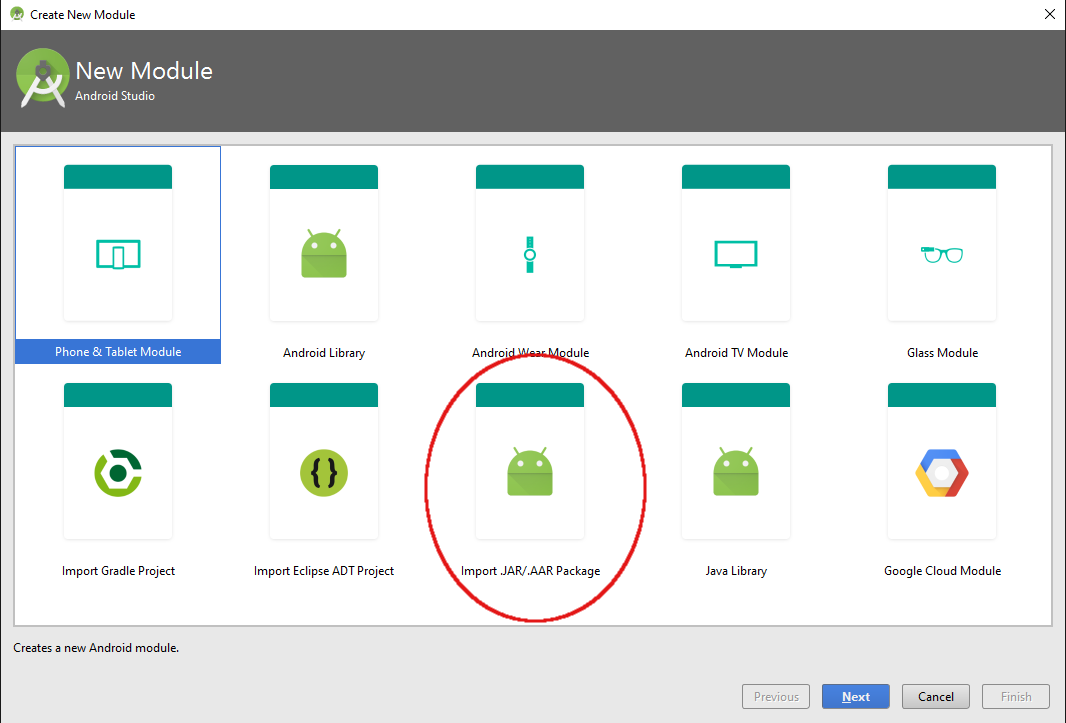 Create New Module
New Module
Android Studio
Phone & Tablet Module
Android Library
Android Wear Module
Android TV Module
Glass Module
Import Gradle Project
Import Eclipse ADT Project
Import .JAR/.AAR Package
Java Library
Google Cloud Module
Creates a new Android module.
Previous
Next
Cancel
Finish